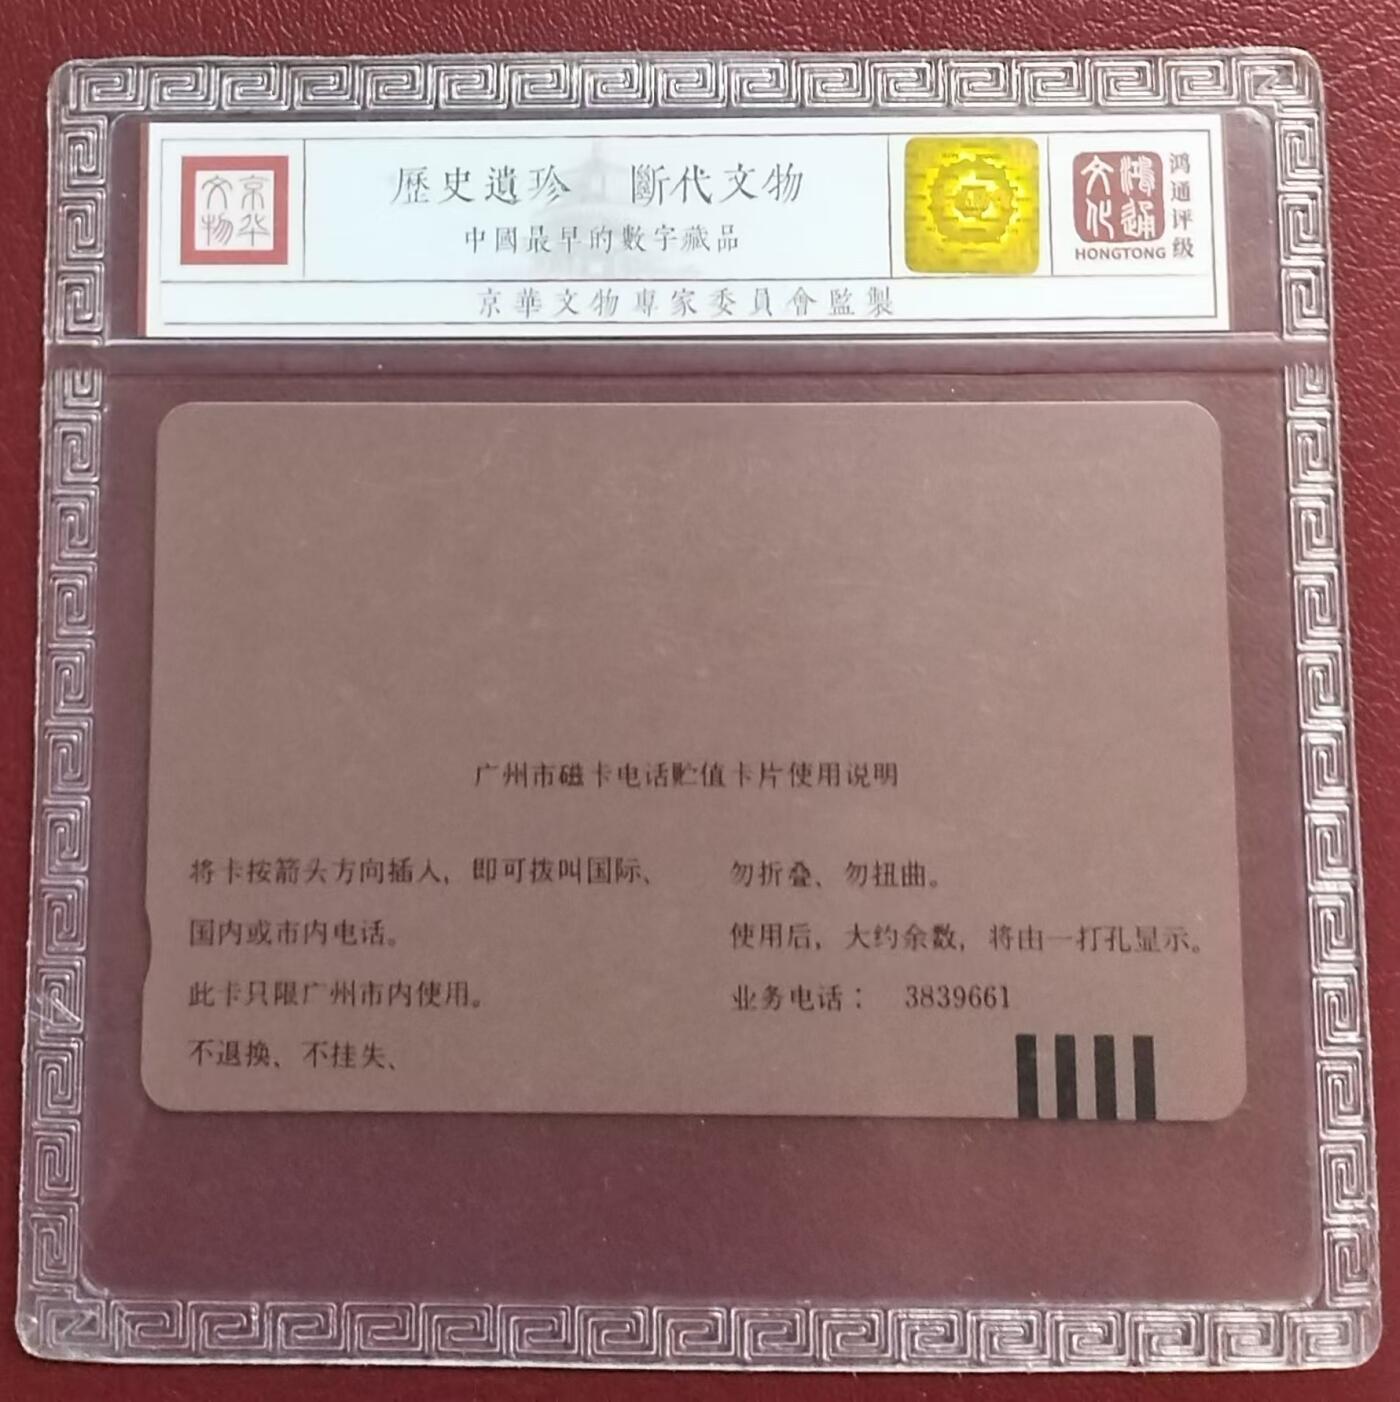 京华
文物
歷史遺珍 斷代文物
中國最早的數字藏品
京華文物專家委員會監製
鸿通
文化
HONGTONG
鸿通评级
广州市磁卡电话贮值卡片使用说明
将卡按箭头方向插入，即可拨叫国际、
国内或市内电话。
此卡只限广州市内使用。
不退换、不挂失、
勿折叠、勿扭曲。
使用后，大约余数，将由一打孔显示。
业务电话： 3839661